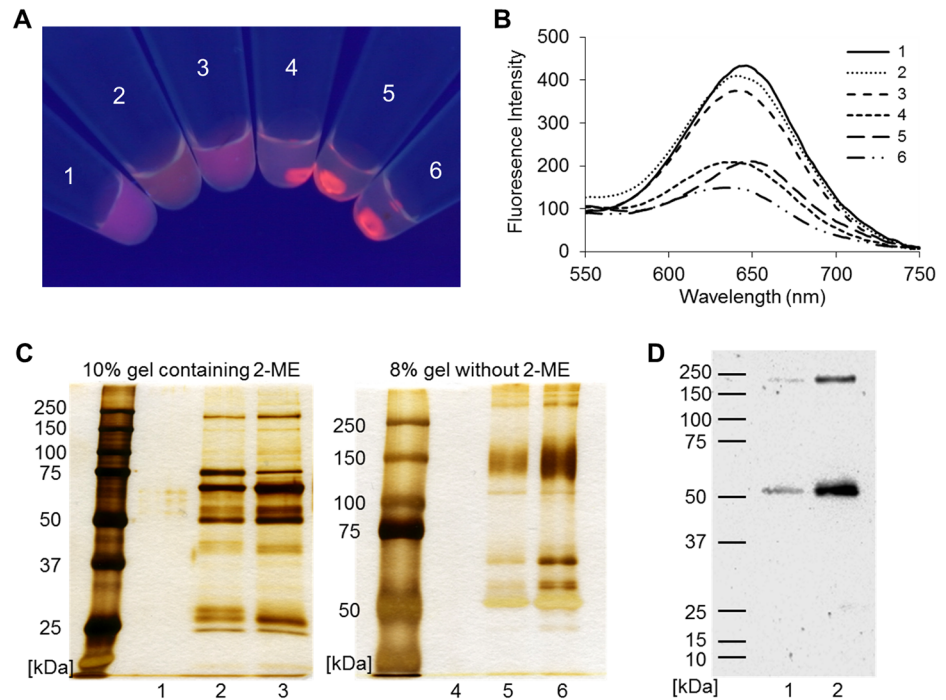 A
1
2
3
4
5
6
B
Fluorescence Intensity
500
400
300
200
100
0
550 600 650 700 750
Wavelength (nm)
1
2
3
4
5
6
C
10% gel containing 2-ME
250
150
100
75
50
37
25
[kDa]
1 2 3
8% gel without 2-ME
250
150
100
75
50
[kDa]
4 5 6
D
250
150
100
75
50
37
25
15
10
[kDa]
1 2